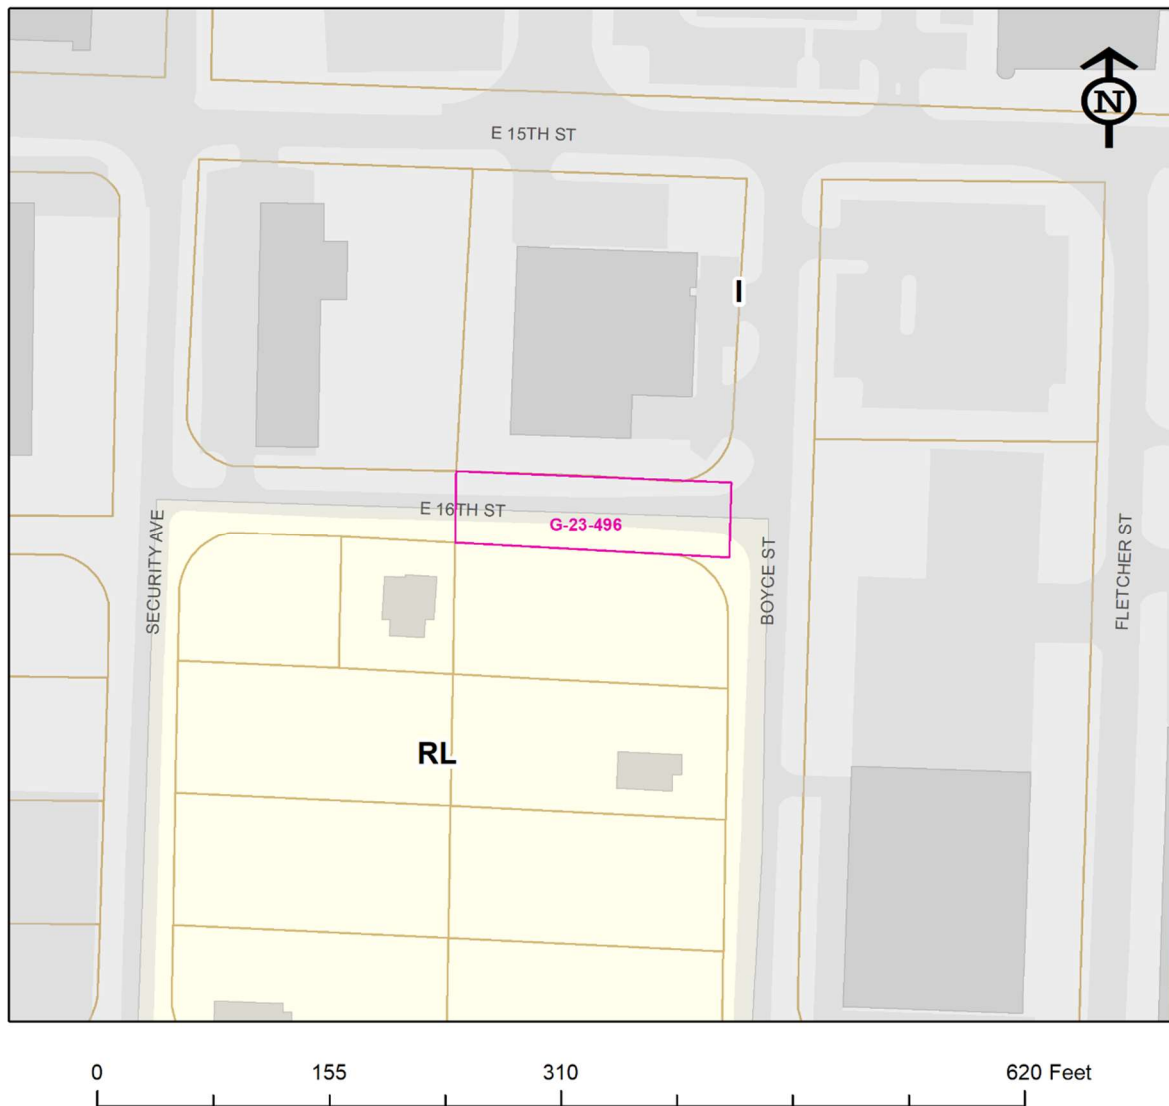 N
E 15TH ST
I
E 16TH ST
G-23-496
SECURITY AVE
BOYCE ST
FLETCHER ST
RL
0 155 310 620 Feet